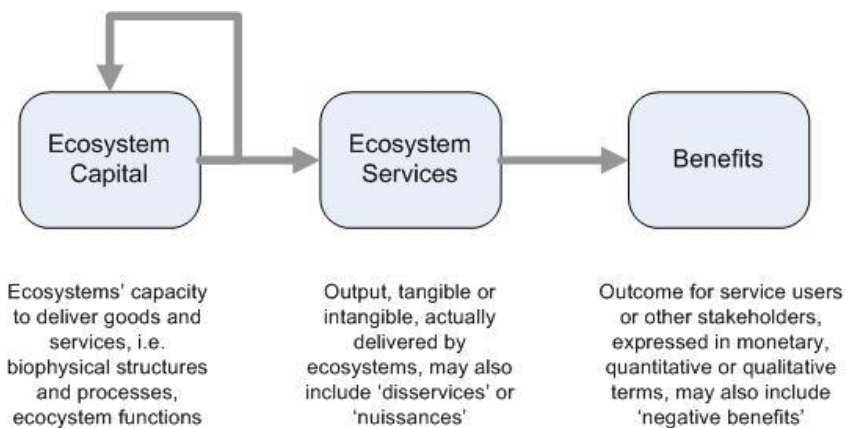 Ecosystem
Capital
Ecosystem
Services
Benefits
Ecosystems’ capacity
to deliver goods and
services, i.e.
biophysical structures
and processes,
ecocystem functions
Output, tangible or
intangible, actually
delivered by
ecosystems, may also
include ‘disservices’ or
‘nuissances’
Outcome for service users
or other stakeholders,
expressed in monetary,
quantitative or qualitative
terms, may also include
‘negative benefits’